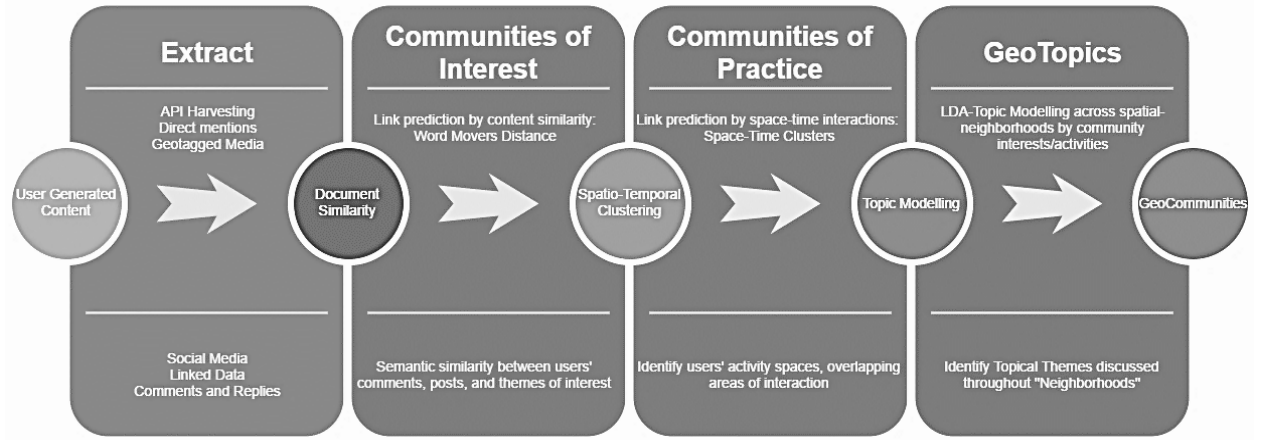 Extract
API Harvesting
Direct mentions
Geotagged Media
Social Media
Linked Data
Comments and Replies
Communities of
Interest
Link prediction by content similarity:
Word Movers Distance
Semantic similarity between users'
comments, posts, and themes of interest
Communities of
Practice
Link prediction by space-time interactions:
Space-Time Clusters
Identify users' activity spaces, overlapping
areas of interaction
GeoTopics
LDA-Topic Modelling across spatial-
neighborhoods by community
interests/activities
Identify Topical Themes discussed
throughout "Neighborhoods"
User Generated
Content
Document
Similarity
Spatio-Temporal
Clustering
Topic Modelling
GeoCommunities